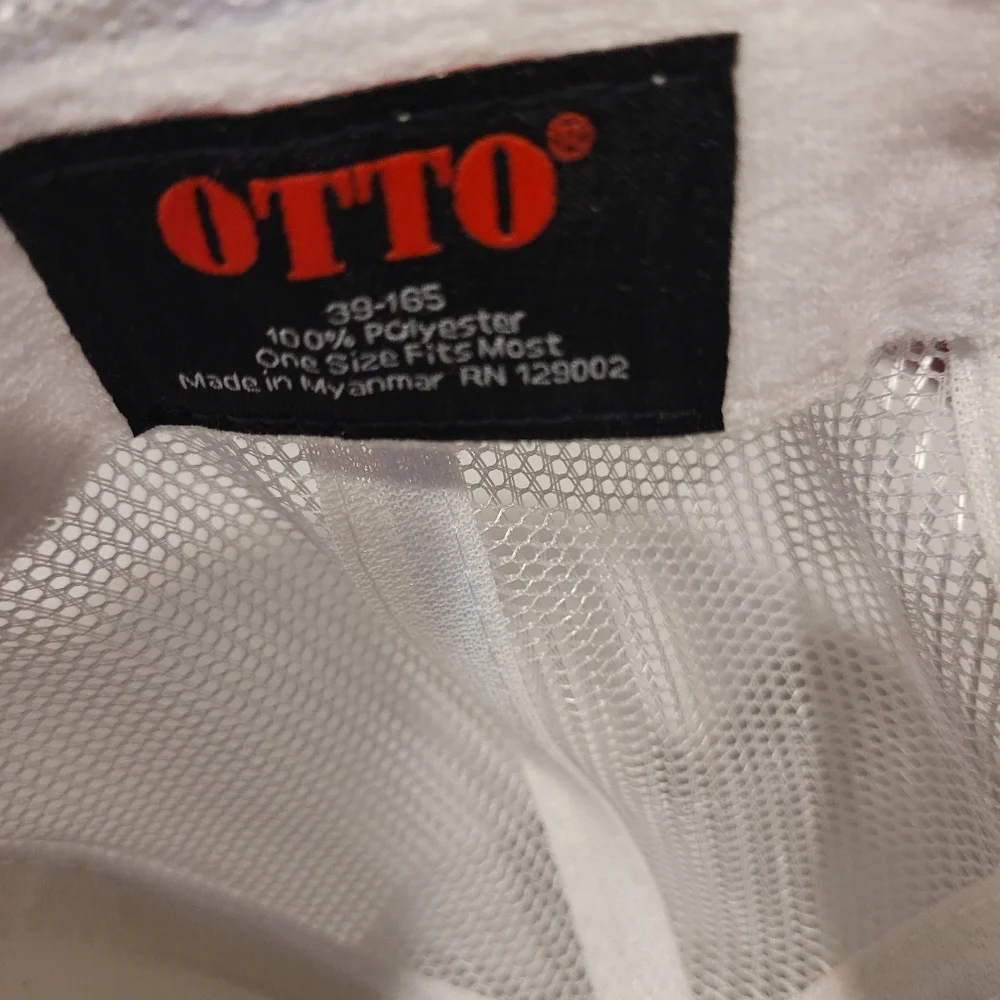 OTTO®
39-165
100% Polyester
One Size Fits Most
Made in Myanmar RN 129002